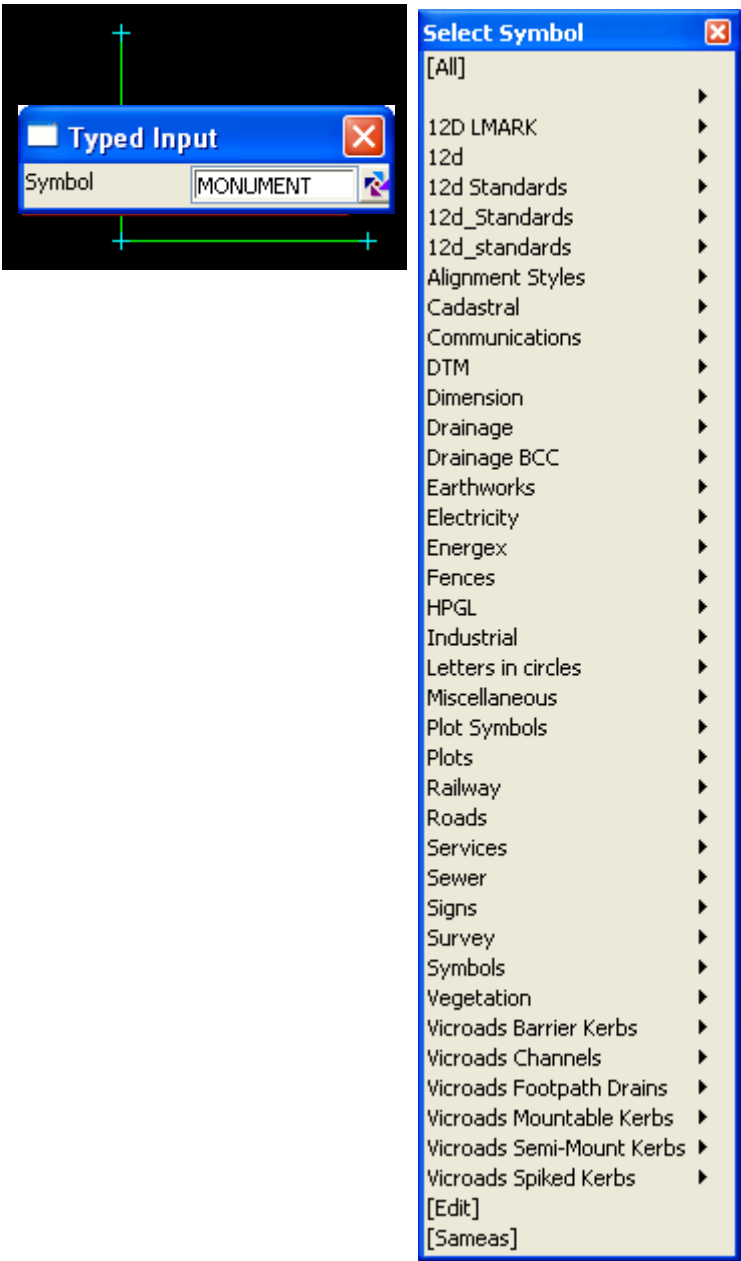 Typed Input
Symbol MONUMENT
Select Symbol
[All]
12D LMARK
12d
12d Standards
12d_Standards
12d_standards
Alignment Styles
Cadastral
Communications
DTM
Dimension
Drainage
Drainage BCC
Earthworks
Electricity
Energex
Fences
HPGL
Industrial
Letters in circles
Miscellaneous
Plot Symbols
Plots
Railway
Roads
Services
Sewer
Signs
Survey
Symbols
Vegetation
Vicroads Barrier Kerbs
Vicroads Channels
Vicroads Footpath Drains
Vicroads Mountable Kerbs
Vicroads Semi-Mount Kerbs
Vicroads Spiked Kerbs
[Edit]
[Sameas]